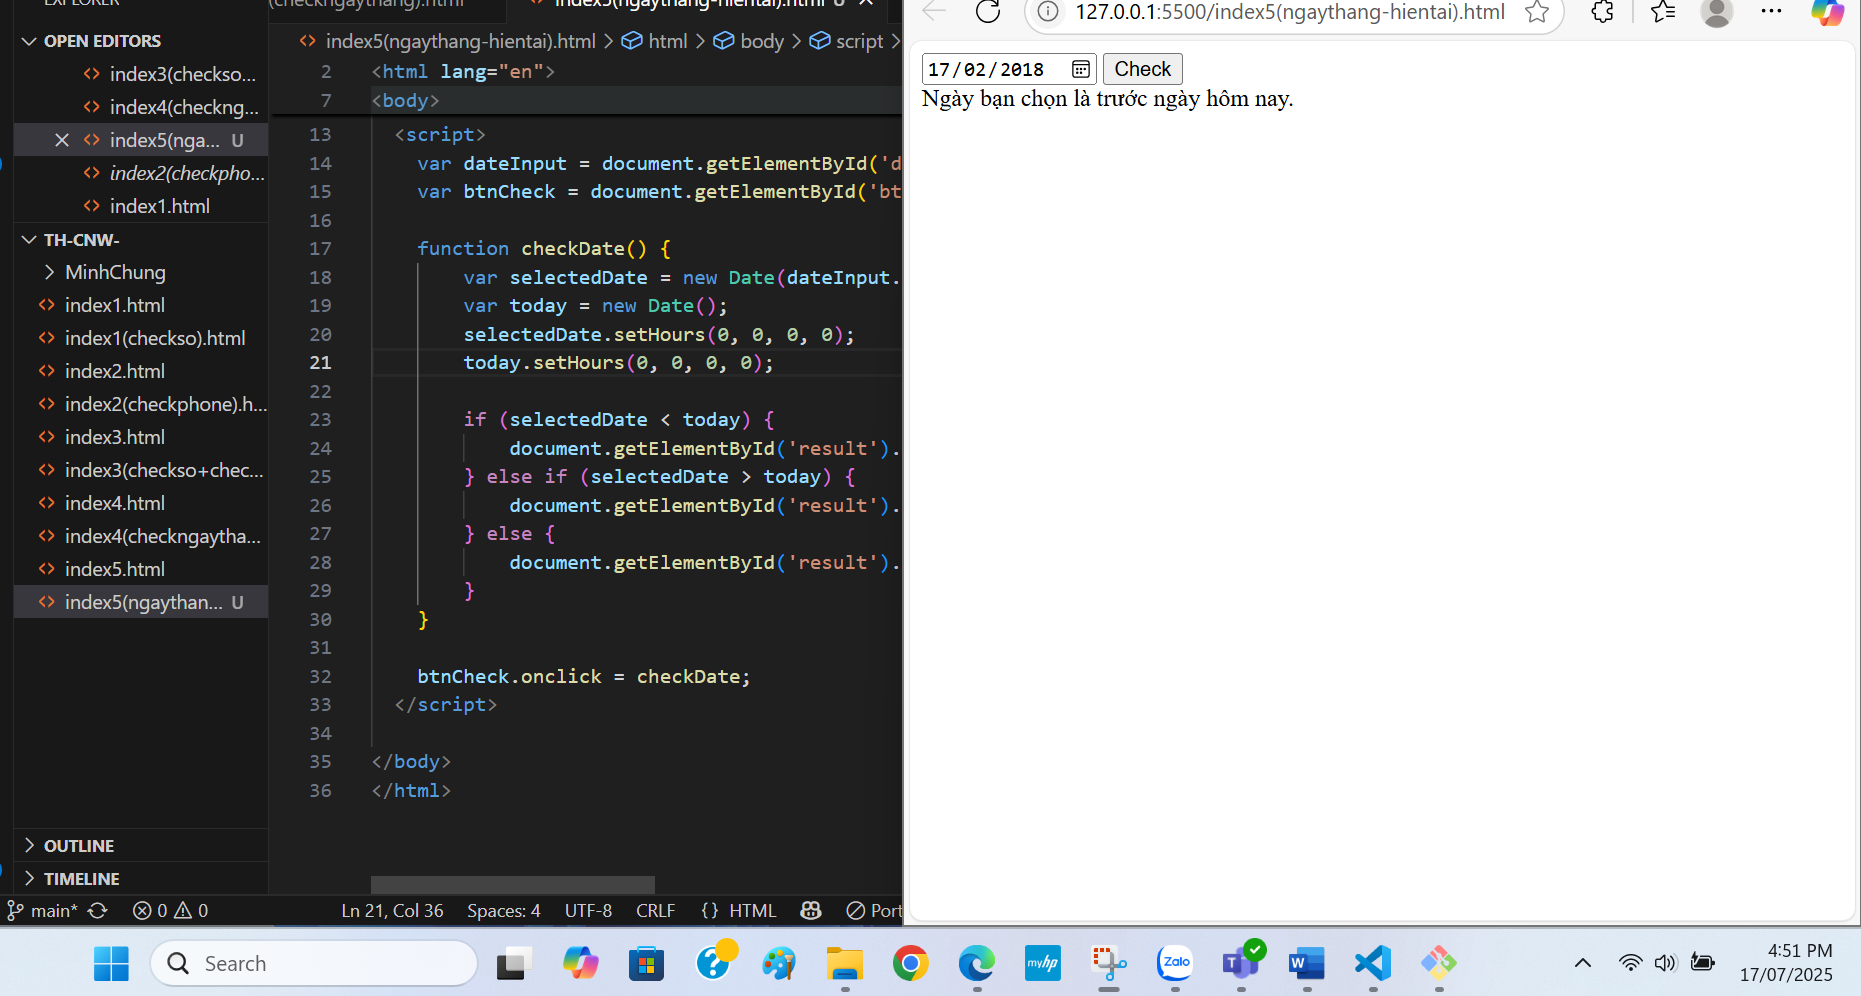 EXPLORER
OPEN EDITORS
index3(checkso...
index4(checkng...
index5(nga... U
index2(checkpho...
index1.html
TH-CNW-
MinhChung
index1.html
index1(checkso).html
index2.html
index2(checkphone).h...
index3.html
index3(checkso+chec...
index4.html
index4(checkngaytha...
index5.html
index5(ngaythan... U
OUTLINE
TIMELINE
(checkngaythang).html
index5(ngaythang-hientai).html U
index5(ngaythang-hientai).html > html > body > script >
2 <html lang="en">
7 <body>
13 <script>
14 var dateInput = document.getElementById('d
15 var btnCheck = document.getElementById('bt
16
17 function checkDate() {
18 var selectedDate = new Date(dateInput.
19 var today = new Date();
20 selectedDate.setHours(0, 0, 0, 0);
21 today.setHours(0, 0, 0, 0);
22
23 if (selectedDate < today) {
24 document.getElementById('result').
25 } else if (selectedDate > today) {
26 document.getElementById('result').
27 } else {
28 document.getElementById('result').
29 }
30 }
31
32 btnCheck.onclick = checkDate;
33 </script>
34
35 </body>
36 </html>
main* 0 0 Ln 21, Col 36 Spaces: 4 UTF-8 CRLF {} HTML Port
127.0.0.1:5500/index5(ngaythang-hientai).html
17/02/2018 Check
Ngày bạn chọn là trước ngày hôm nay.
Search
myhp
Zalo
T
W
4:51 PM
17/07/2025